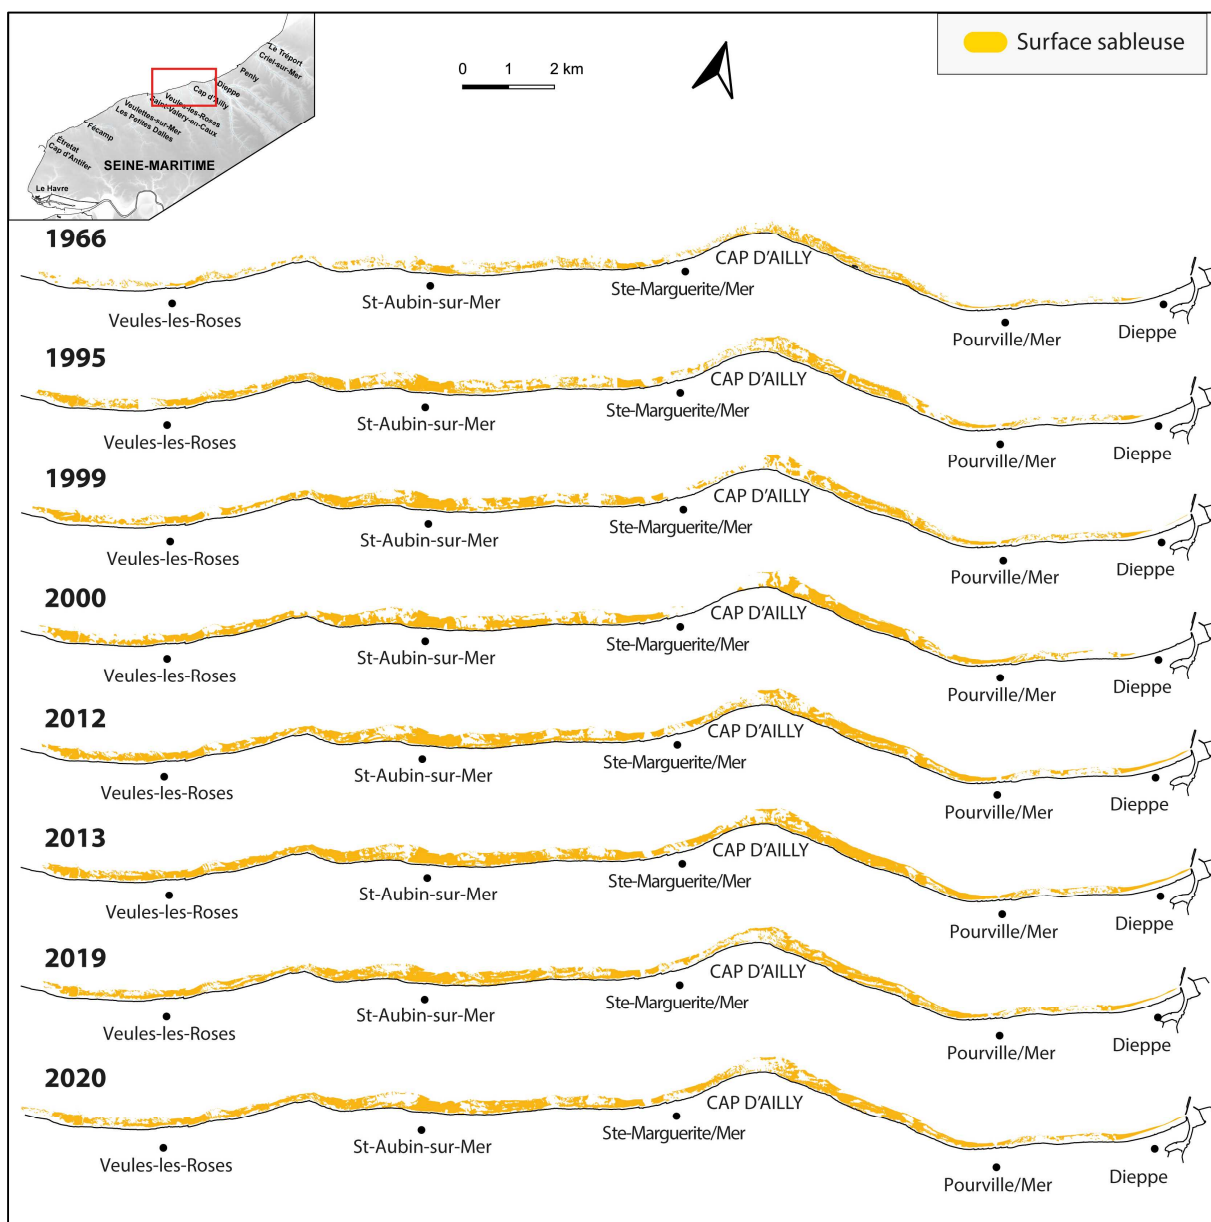 Surface sableuse
0 1 2 km
Le Tréport
Criel-sur-Mer
Penly
Dieppe
Cap d'Ailly
Veules-les-Roses
Saint-Valery-en-Caux
Veulettes-sur-Mer
Les Petites Dalles
Fécamp
Étretat
Cap d'Antifer
SEINE-MARITIME
Le Havre
1966
CAP D'AILLY
Ste-Marguerite/Mer
St-Aubin-sur-Mer
Veules-les-Roses
Dieppe
Pourville/Mer
1995
CAP D'AILLY
Ste-Marguerite/Mer
St-Aubin-sur-Mer
Veules-les-Roses
Dieppe
Pourville/Mer
1999
CAP D'AILLY
Ste-Marguerite/Mer
St-Aubin-sur-Mer
Veules-les-Roses
Dieppe
Pourville/Mer
2000
CAP D'AILLY
Ste-Marguerite/Mer
St-Aubin-sur-Mer
Veules-les-Roses
Dieppe
Pourville/Mer
2012
CAP D'AILLY
Ste-Marguerite/Mer
St-Aubin-sur-Mer
Veules-les-Roses
Dieppe
Pourville/Mer
2013
CAP D'AILLY
Ste-Marguerite/Mer
St-Aubin-sur-Mer
Veules-les-Roses
Dieppe
Pourville/Mer
2019
CAP D'AILLY
Ste-Marguerite/Mer
St-Aubin-sur-Mer
Veules-les-Roses
Dieppe
Pourville/Mer
2020
CAP D'AILLY
Ste-Marguerite/Mer
St-Aubin-sur-Mer
Veules-les-Roses
Dieppe
Pourville/Mer